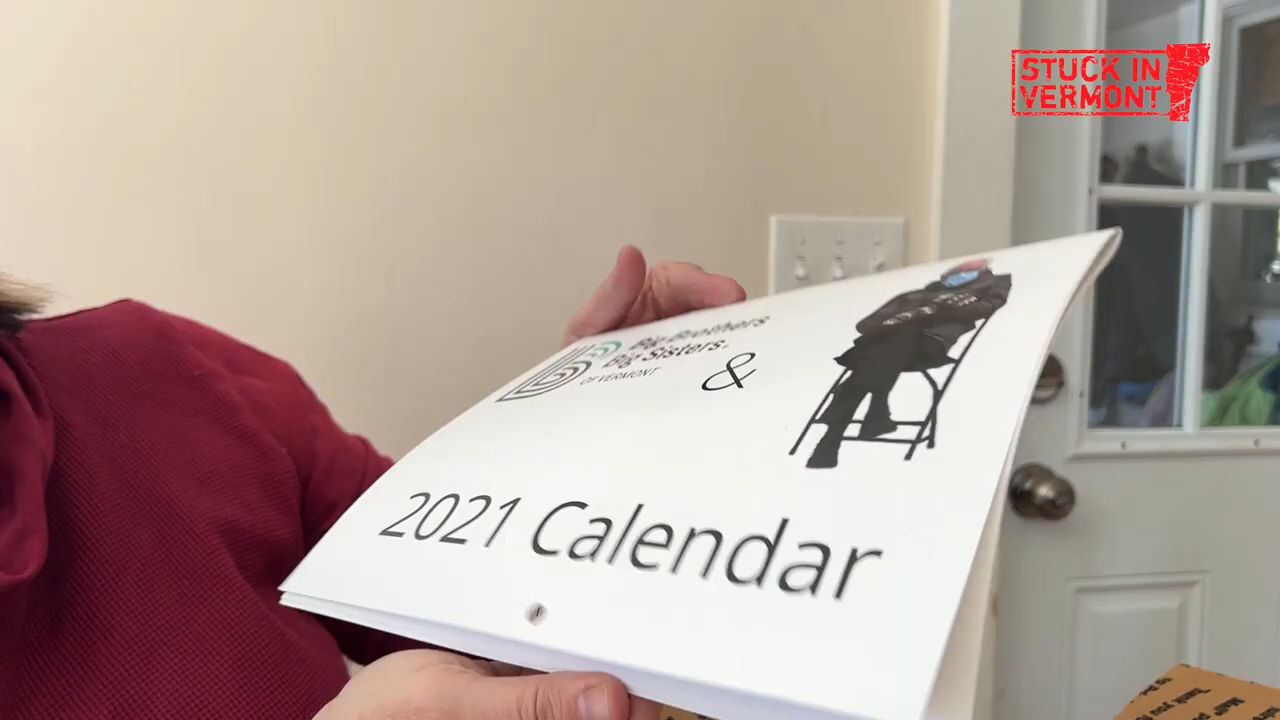 STUCK IN
VERMONT
Big Brothers
Big Sisters.
OF VERMONT
&
2021 Calendar